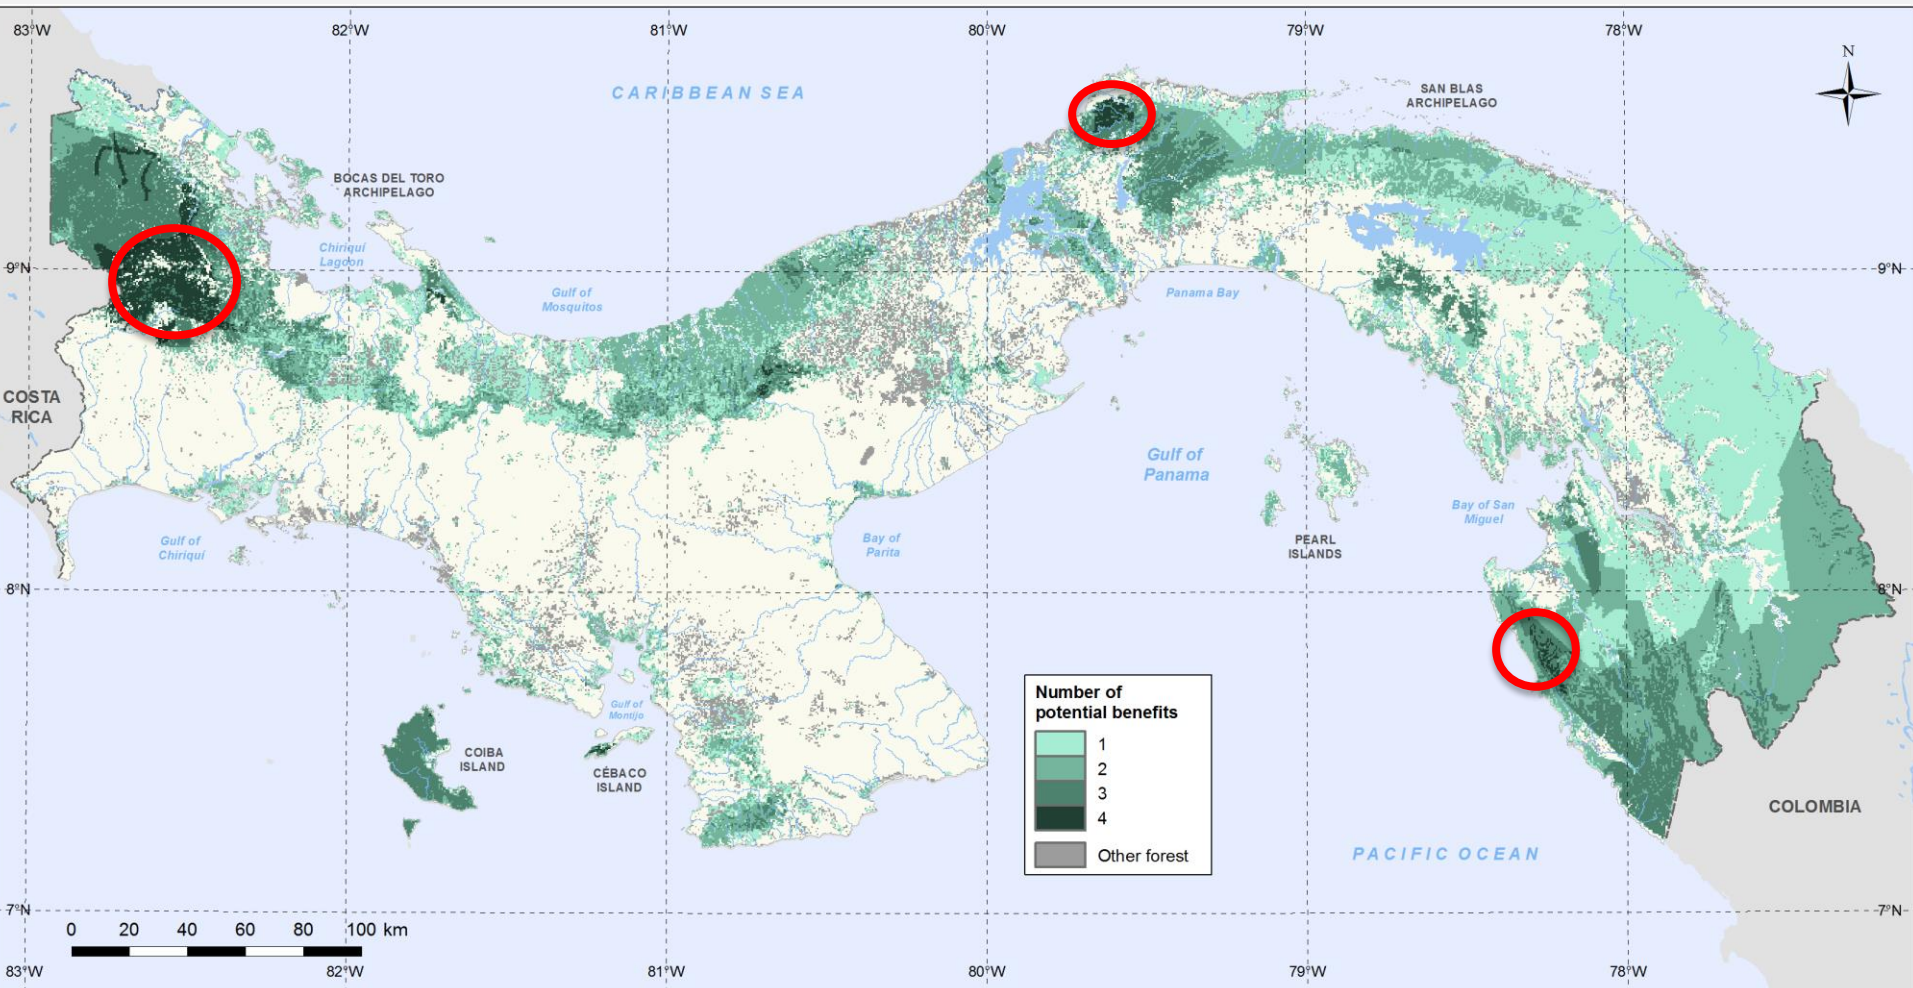 83°W
82°W
81°W
80°W
79°W
78°W
N
CARIBBEAN SEA
SAN BLAS
ARCHIPELAGO
BOCAS DEL TORO
ARCHIPELAGO
Chiriquí
Lagoon
9°N
9°N
Gulf of
Mosquitos
Panama Bay
COSTA
RICA
Gulf of
Panama
Bay of San
Miguel
Gulf of
Chiriquí
Bay of
Parita
PEARL
ISLANDS
8°N
8°N
Gulf of
Montijo
COIBA
ISLAND
CÉBACO
ISLAND
Number of
potential benefits
1
2
3
4
Other forest
COLOMBIA
PACIFIC OCEAN
7°N
7°N
0 20 40 60 80 100 km
83°W
82°W
81°W
80°W
79°W
78°W